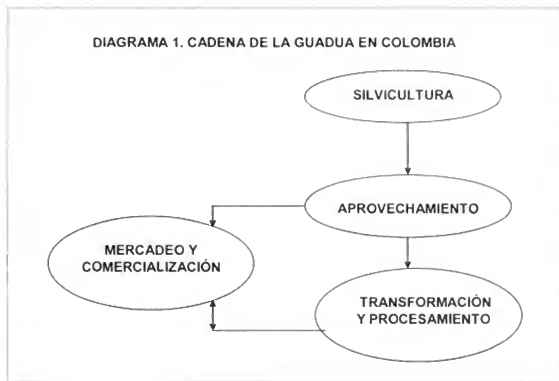 DIAGRAMA 1. CADENA DE LA GUADUA EN COLOMBIA
SILVICULTURA
APROVECHAMIENTO
MERCADEO Y
COMERCIALIZACIÓN
TRANSFORMACIÓN
Y PROCESAMIENTO